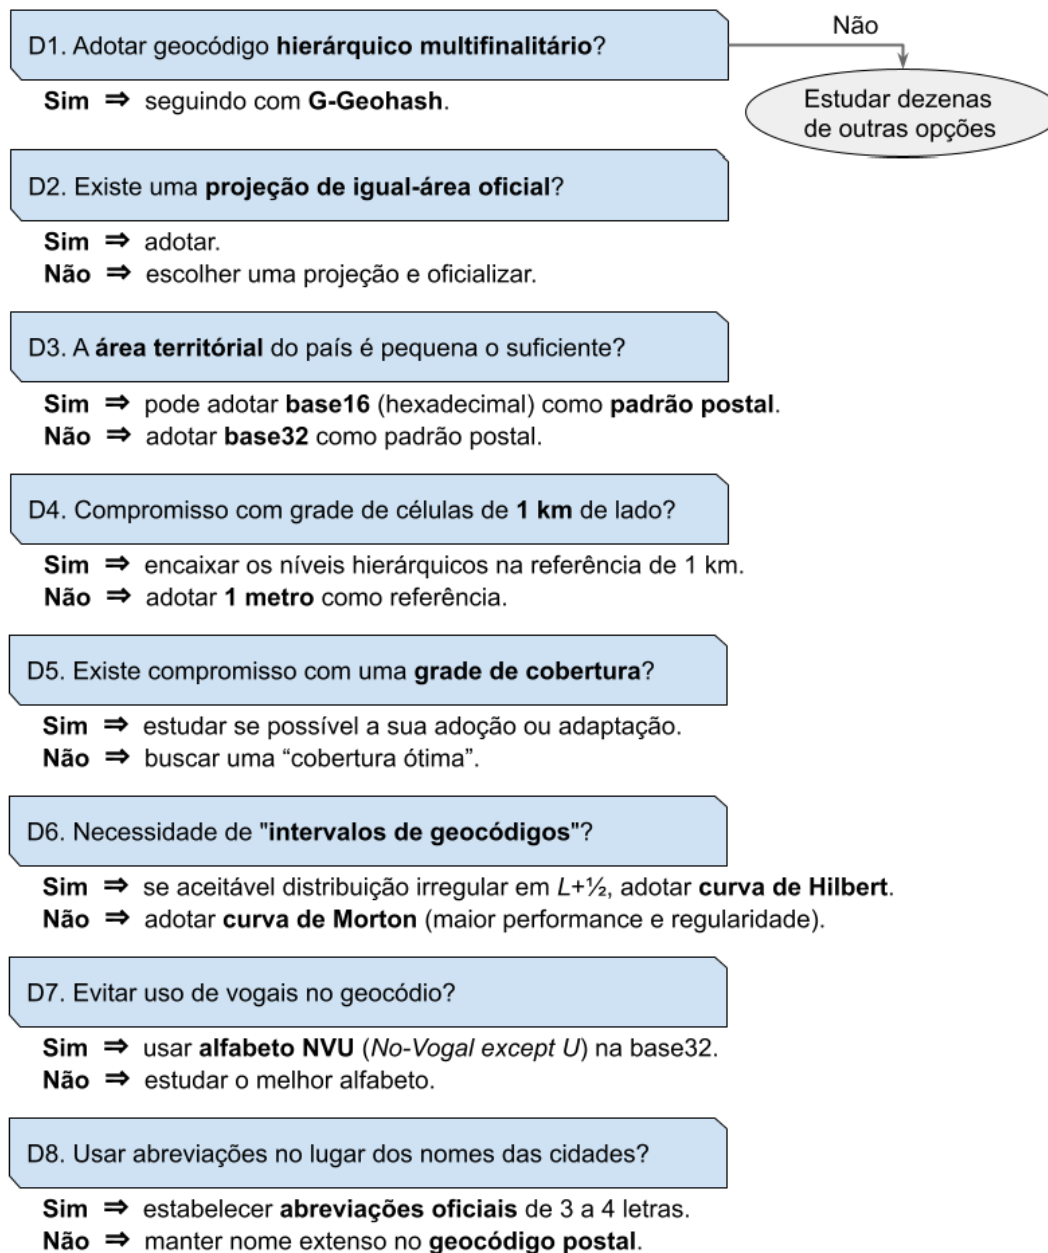 D1. Adotar geocódigo hierárquico multifinalitário?
Não
Sim ⇒ seguindo com G-Geohash.
Estudar dezenas
de outras opções
D2. Existe uma projeção de igual-área oficial?
Sim ⇒ adotar.
Não ⇒ escolher uma projeção e oficializar.
D3. A área territórial do país é pequena o suficiente?
Sim ⇒ pode adotar base16 (hexadecimal) como padrão postal.
Não ⇒ adotar base32 como padrão postal.
D4. Compromisso com grade de células de 1 km de lado?
Sim ⇒ encaixar os níveis hierárquicos na referência de 1 km.
Não ⇒ adotar 1 metro como referência.
D5. Existe compromisso com uma grade de cobertura?
Sim ⇒ estudar se possível a sua adoção ou adaptação.
Não ⇒ buscar uma “cobertura ótima”.
D6. Necessidade de "intervalos de geocódigos"?
Sim ⇒ se aceitável distribuição irregular em L+½, adotar curva de Hilbert.
Não ⇒ adotar curva de Morton (maior performance e regularidade).
D7. Evitar uso de vogais no geocódio?
Sim ⇒ usar alfabeto NVU (No-Vogal except U) na base32.
Não ⇒ estudar o melhor alfabeto.
D8. Usar abreviações no lugar dos nomes das cidades?
Sim ⇒ estabelecer abreviações oficiais de 3 a 4 letras.
Não ⇒ manter nome extenso no geocódigo postal.